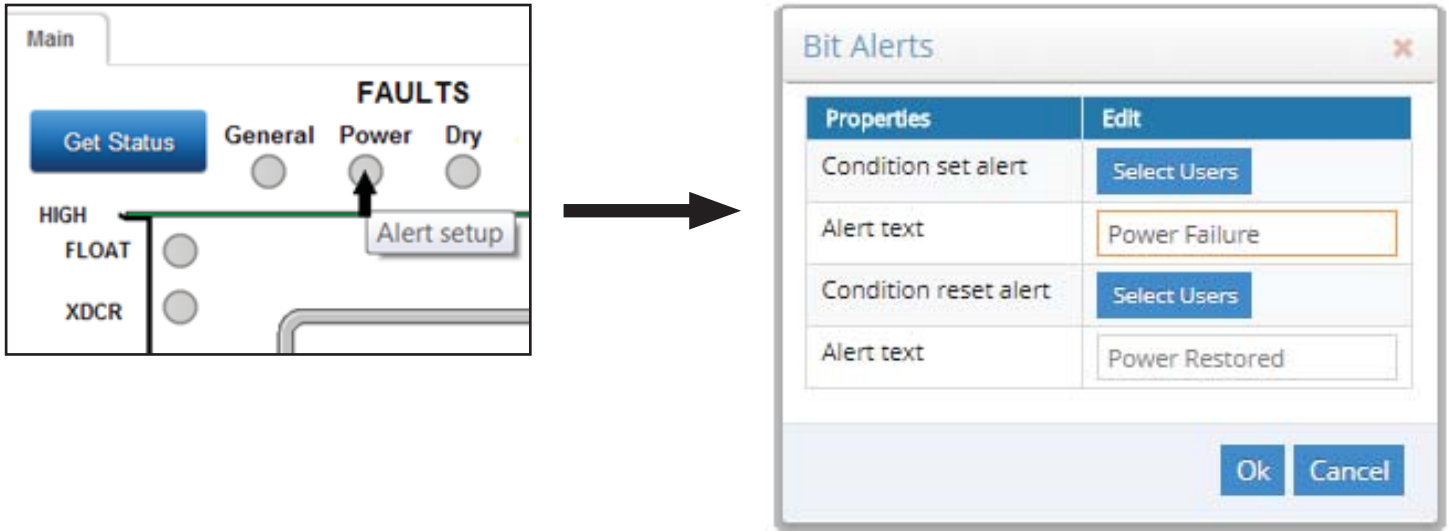 Main
FAULTS
Get Status
General Power Dry
Alert setup
HIGH
FLOAT
XDCR
Bit Alerts
Properties Edit
Condition set alert Select Users
Alert text Power Failure
Condition reset alert Select Users
Alert text Power Restored
Ok Cancel